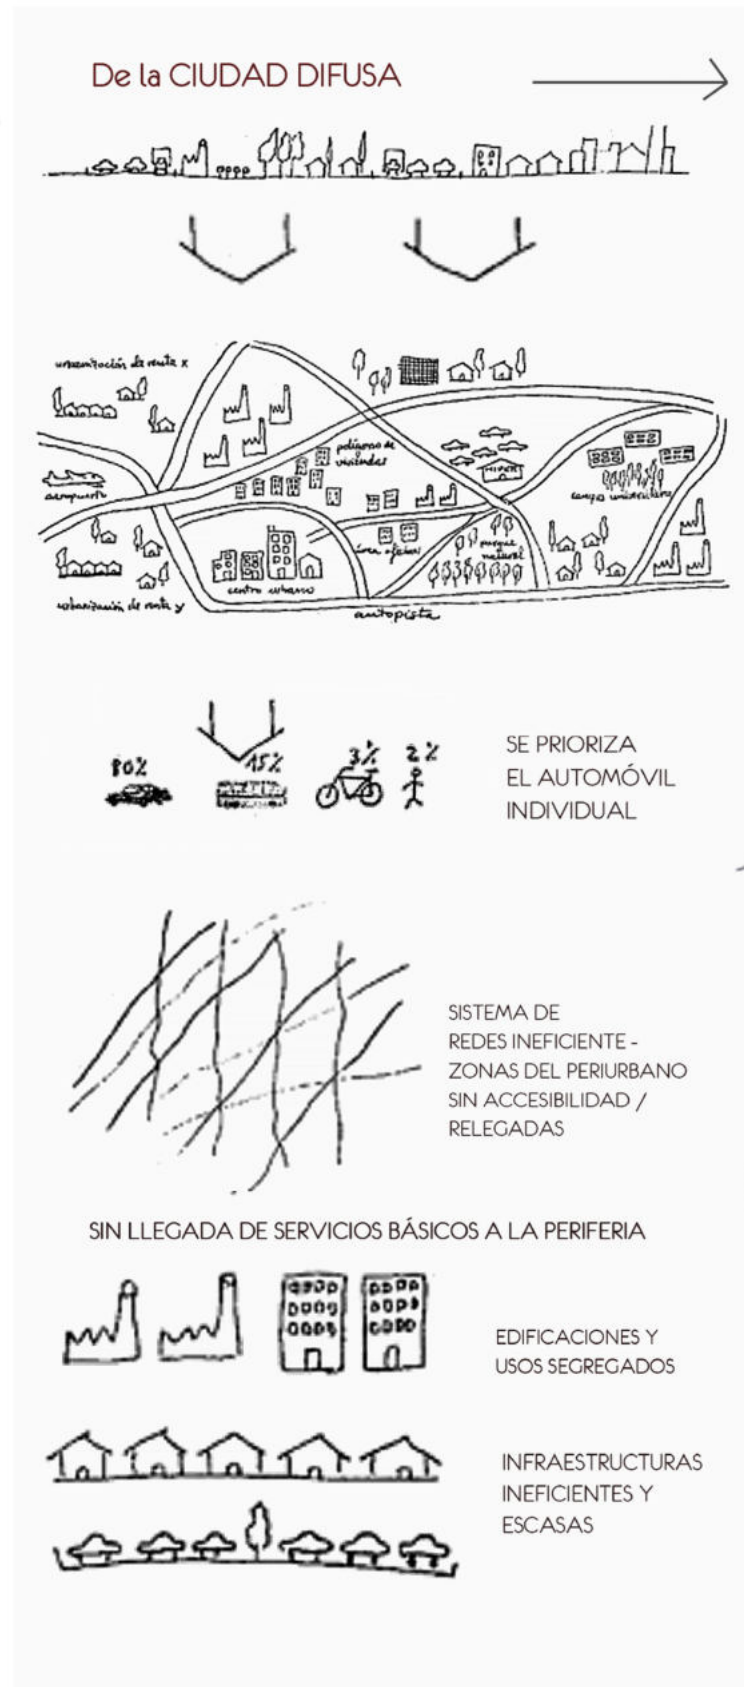 De la CIUDAD DIFUSA
urbanización de renta x
polígono de
viviendas
HIPER
aeropuerto
campus universitario
área oficinas
parque
natural
centro urbano
urbanización de renta y
autopista
80% 15% 3% 2%
SE PRIORIZA
EL AUTOMÓVIL
INDIVIDUAL
SISTEMA DE
REDES INEFICIENTE -
ZONAS DEL PERIURBANO
SIN ACCESIBILIDAD /
RELEGADAS
SIN LLEGADA DE SERVICIOS BÁSICOS A LA PERIFERIA
EDIFICACIONES Y
USOS SEGREGADOS
INFRAESTRUCTURAS
INEFICIENTES Y
ESCASAS